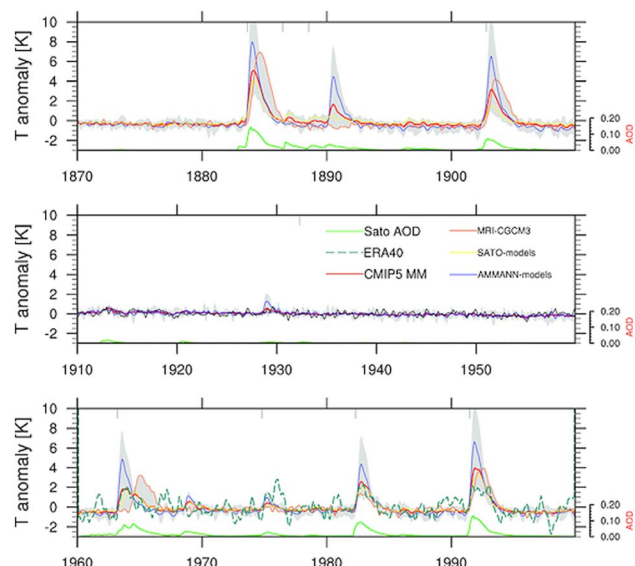 T anomaly [K]
10
8
6
4
2
0
-2
0.20
0.10
0.00
AOD
1870 1880 1890 1900
T anomaly [K]
10
8
6
4
2
0
-2
Sato AOD
ERA40
CMIP5 MM
MRI-CGCM3
SATO-models
AMMANN-models
0.20
0.10
0.00
AOD
1910 1920 1930 1940 1950
T anomaly [K]
10
8
6
4
2
0
-2
0.20
0.10
0.00
AOD
1960 1970 1980 1990